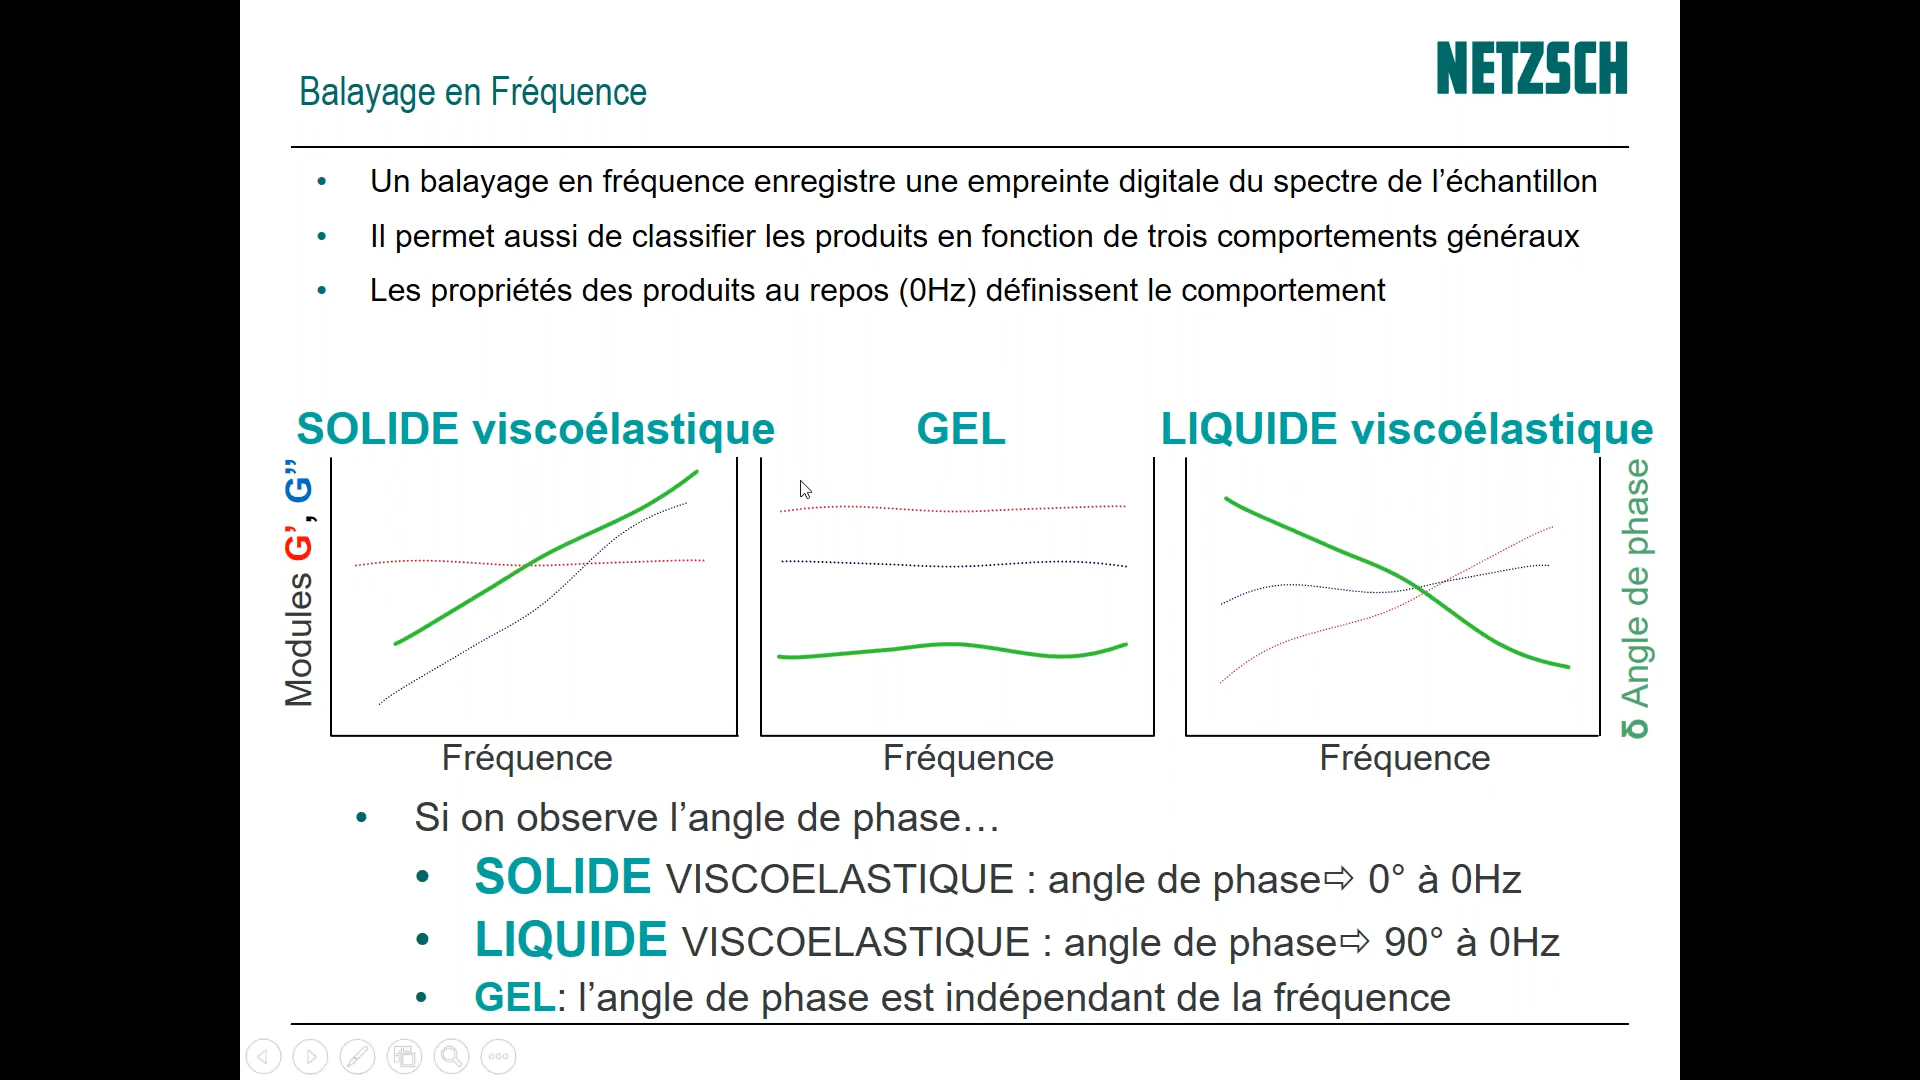 Balayage en Fréquence
NETZSCH
• Un balayage en fréquence enregistre une empreinte digitale du spectre de l’échantillon
• Il permet aussi de classifier les produits en fonction de trois comportements généraux
• Les propriétés des produits au repos (0Hz) définissent le comportement
SOLIDE viscoélastique
GEL
LIQUIDE viscoélastique
Modules G’, G”
δ Angle de phase
Fréquence
Fréquence
Fréquence
• Si on observe l’angle de phase…
• SOLIDE VISCOELASTIQUE : angle de phase⇨ 0° à 0Hz
• LIQUIDE VISCOELASTIQUE : angle de phase⇨ 90° à 0Hz
• GEL: l’angle de phase est indépendant de la fréquence